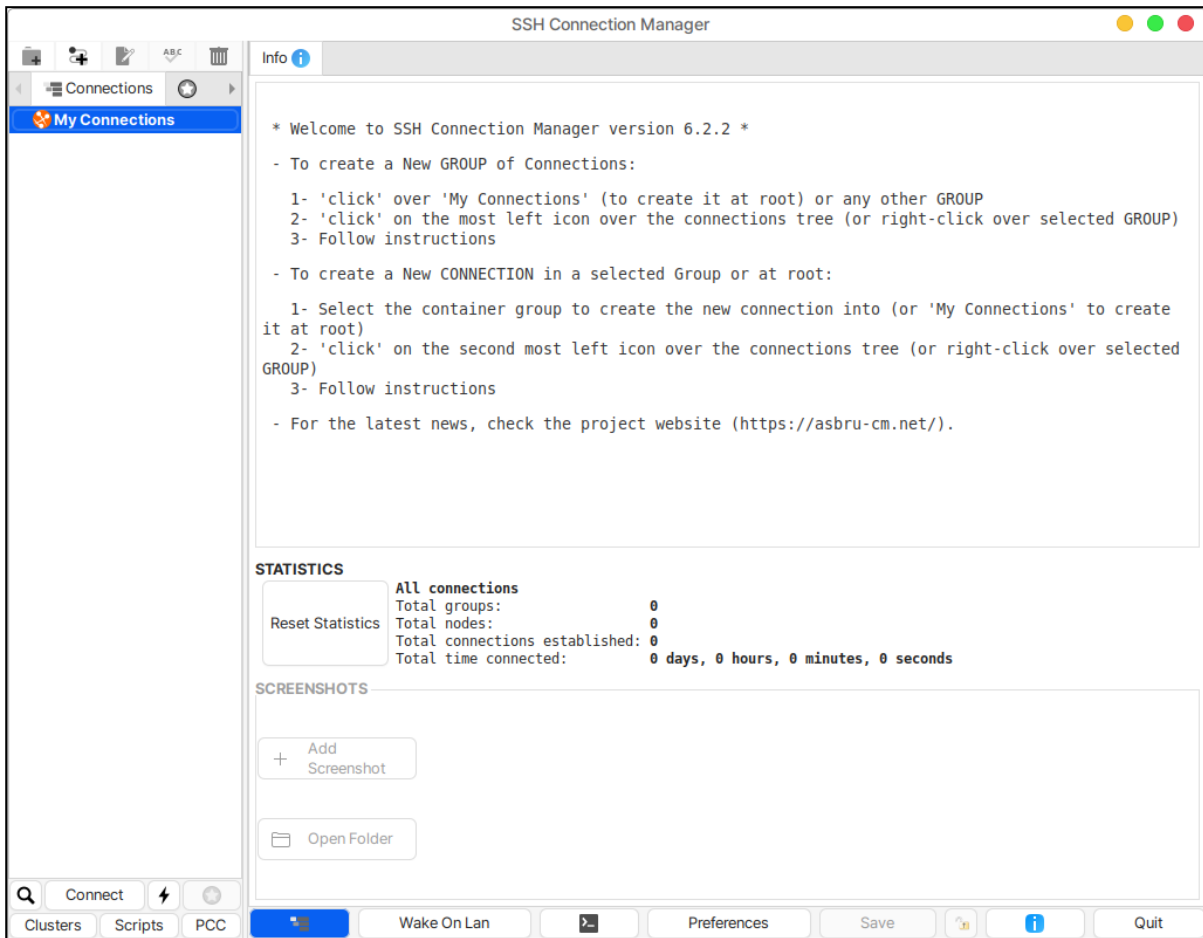 SSH Connection Manager
ABC
Info
Connections
My Connections
* Welcome to SSH Connection Manager version 6.2.2 *
- To create a New GROUP of Connections:
1- 'click' over 'My Connections' (to create it at root) or any other GROUP
2- 'click' on the most left icon over the connections tree (or right-click over selected GROUP)
3- Follow instructions
- To create a New CONNECTION in a selected Group or at root:
1- Select the container group to create the new connection into (or 'My Connections' to create
it at root)
2- 'click' on the second most left icon over the connections tree (or right-click over selected
GROUP)
3- Follow instructions
- For the latest news, check the project website (https://asbru-cm.net/).
STATISTICS
Reset Statistics
All connections
Total groups: 0
Total nodes: 0
Total connections established: 0
Total time connected: 0 days, 0 hours, 0 minutes, 0 seconds
SCREENSHOTS
Add
Screenshot
Open Folder
Connect
Clusters Scripts PCC
Wake On Lan Preferences Save Quit